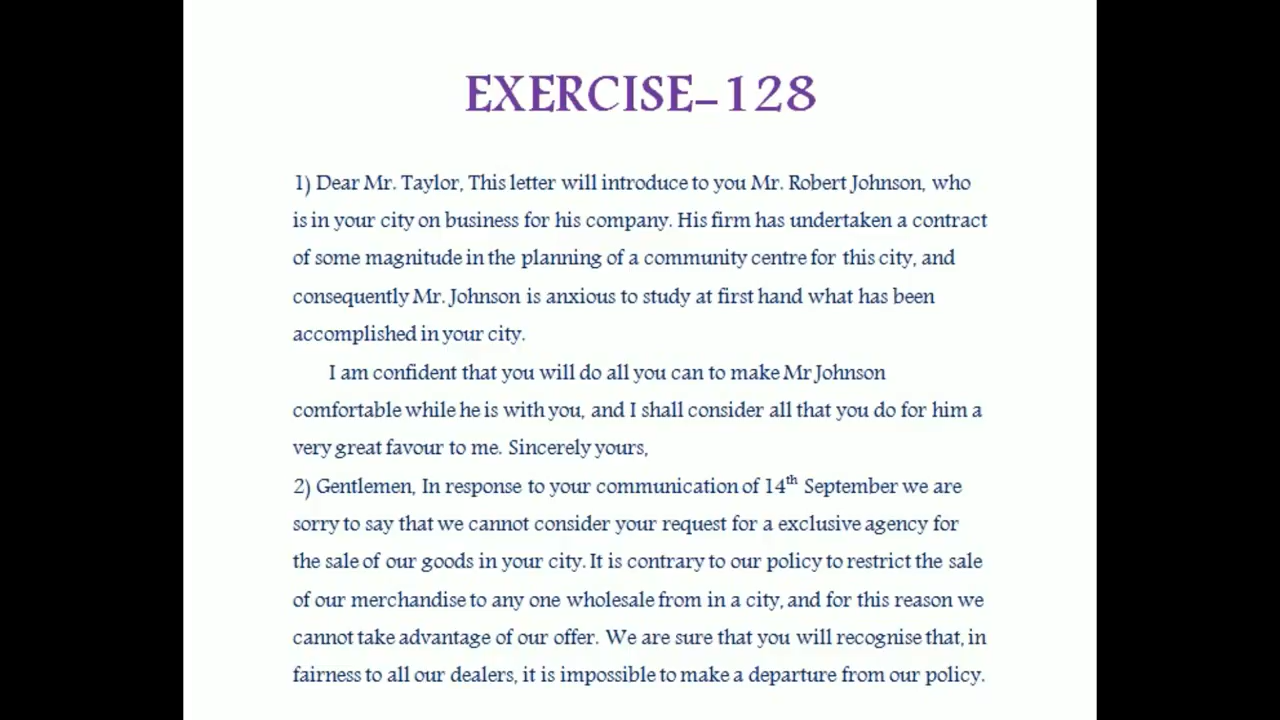 EXERCISE-128
1) Dear Mr. Taylor, This letter will introduce to you Mr. Robert Johnson, who
is in your city on business for his company. His firm has undertaken a contract
of some magnitude in the planning of a community centre for this city, and
consequently Mr. Johnson is anxious to study at first hand what has been
accomplished in your city.
I am confident that you will do all you can to make Mr Johnson
comfortable while he is with you, and I shall consider all that you do for him a
very great favour to me. Sincerely yours,
2) Gentlemen, In response to your communication of 14th September we are
sorry to say that we cannot consider your request for a exclusive agency for
the sale of our goods in your city. It is contrary to our policy to restrict the sale
of our merchandise to any one wholesale from in a city, and for this reason we
cannot take advantage of our offer. We are sure that you will recognise that, in
fairness to all our dealers, it is impossible to make a departure from our policy.